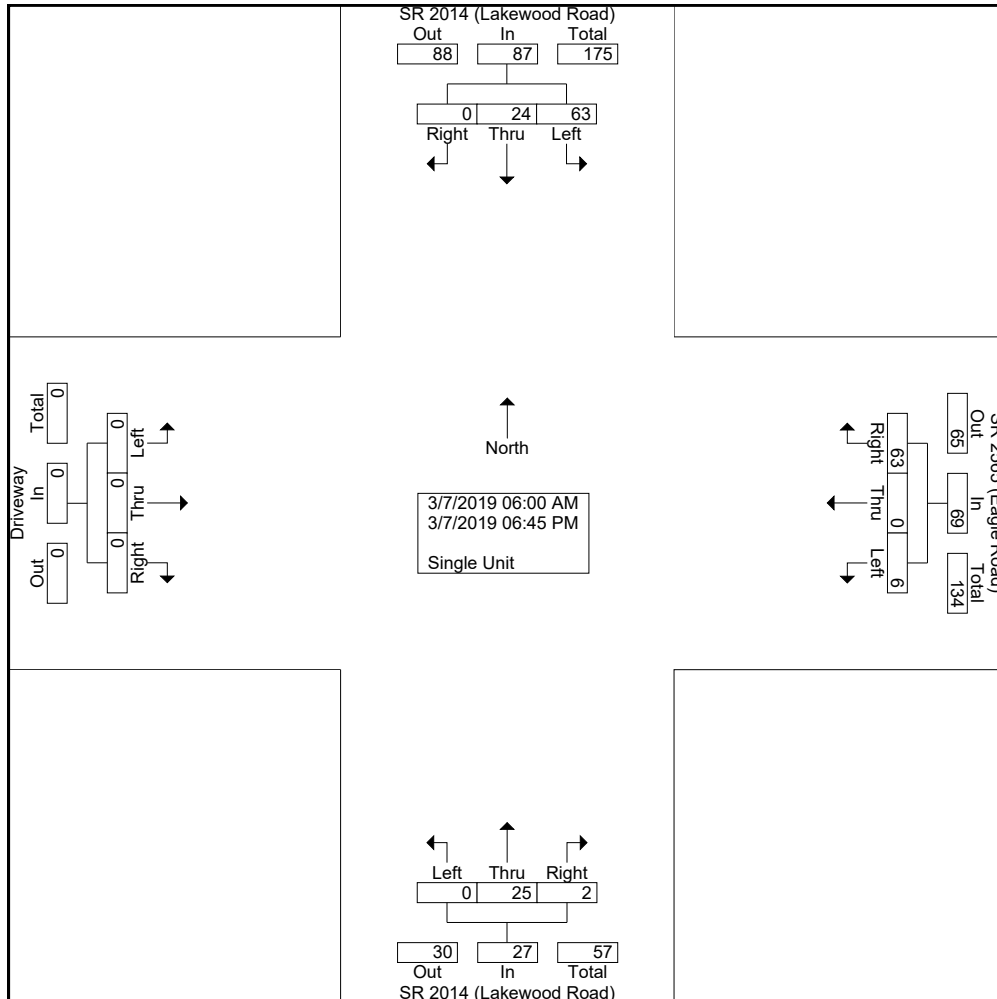 SR 2014 (Lakewood Road)
Out In Total
88 87 175
0 24 63
Right Thru Left
North
3/7/2019 06:00 AM
3/7/2019 06:45 PM
Single Unit
Driveway
Out In Total
0 0 0
Right Thru Left
0 0 0
(Eagle Road)
Out In Total
65 69 134
63 0 6
Right Thru Left
Left Thru Right
0 25 2
30 27 57
Out In Total
SR 2014 (Lakewood Road)